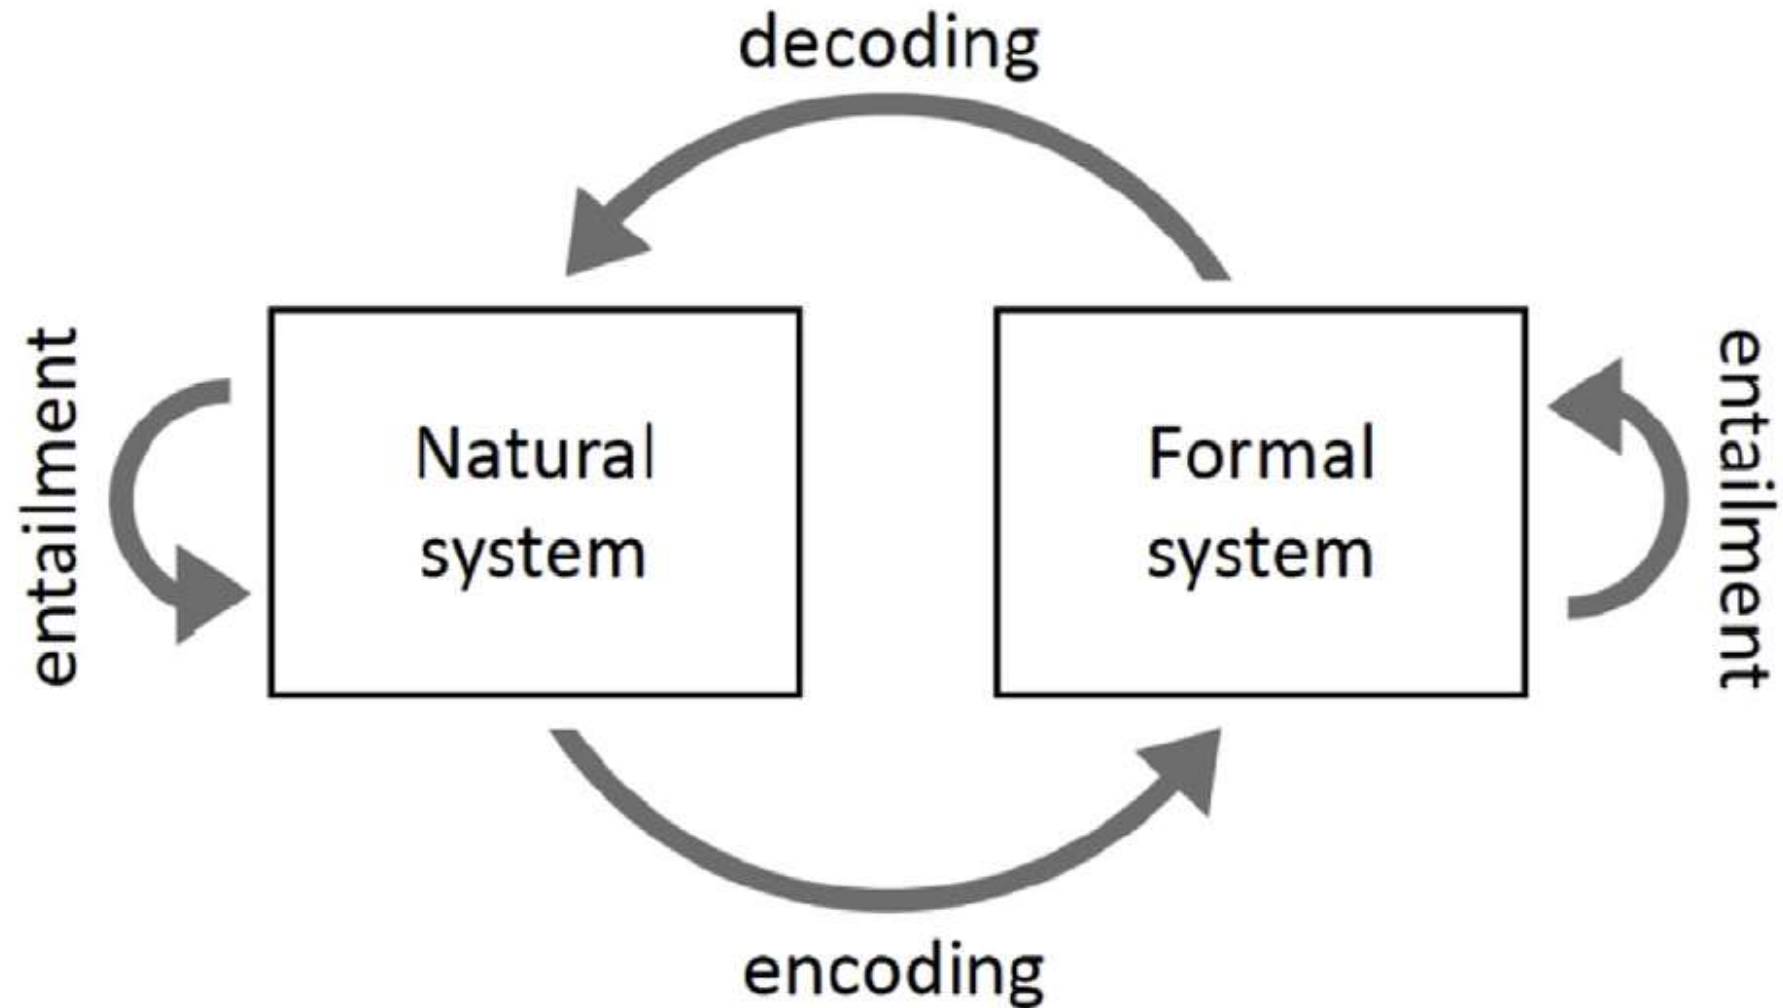 decoding
entailment
Natural
system
Formal
system
entailment
encoding